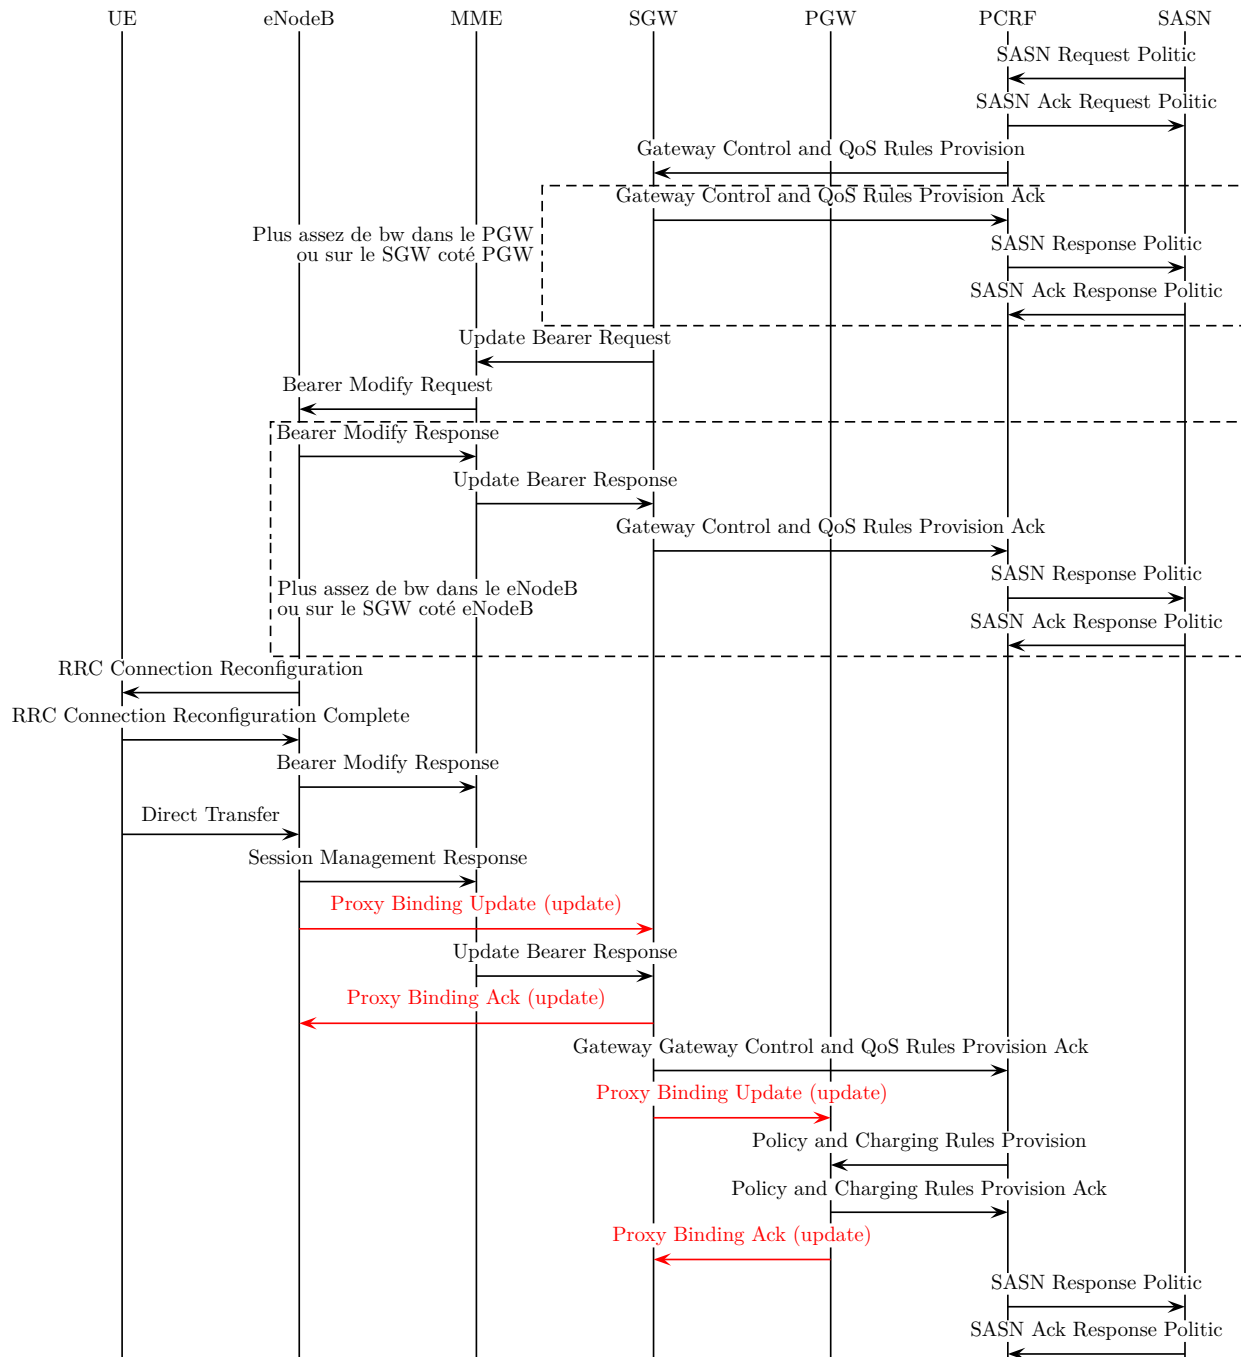 UE eNodeB MME SGW PGW PCRF SASN
SASN Request Politic
SASN Ack Request Politic
Gateway Control and QoS Rules Provision
Gateway Control and QoS Rules Provision Ack
Plus assez de bw dans le PGW
ou sur le SGW coté PGW
SASN Response Politic
SASN Ack Response Politic
Update Bearer Request
Bearer Modify Request
Bearer Modify Response
Update Bearer Response
Gateway Control and QoS Rules Provision Ack
SASN Response Politic
Plus assez de bw dans le eNodeB
ou sur le SGW coté eNodeB
SASN Ack Response Politic
RRC Connection Reconfiguration
RRC Connection Reconfiguration Complete
Bearer Modify Response
Direct Transfer
Session Management Response
Proxy Binding Update (update)
Update Bearer Response
Proxy Binding Ack (update)
Gateway Gateway Control and QoS Rules Provision Ack
Proxy Binding Update (update)
Policy and Charging Rules Provision
Policy and Charging Rules Provision Ack
Proxy Binding Ack (update)
SASN Response Politic
SASN Ack Response Politic